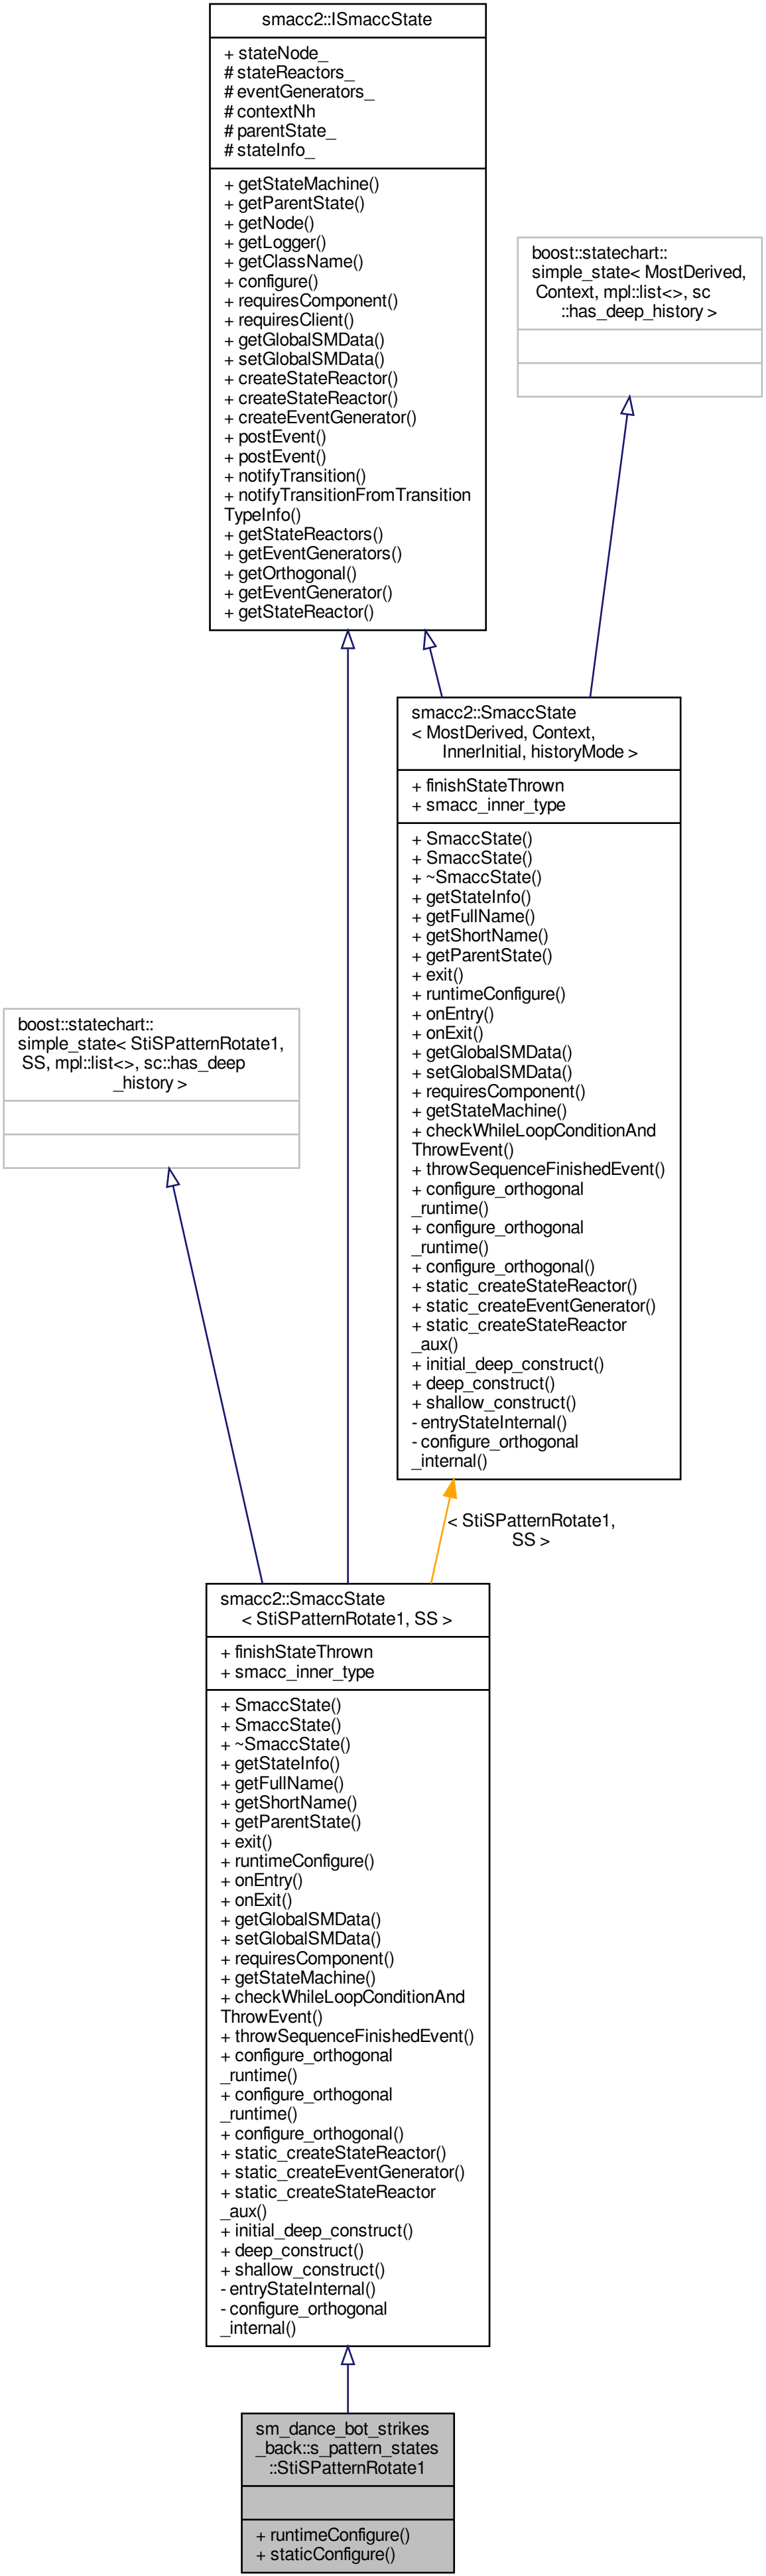 smacc2::ISmaccState
+ stateNode_
# stateReactors_
# eventGenerators_
# contextNh
# parentState_
# stateInfo_
+ getStateMachine()
+ getParentState()
+ getNode()
+ getLogger()
+ getClassName()
+ configure()
+ requiresComponent()
+ requiresClient()
+ getGlobalSMData()
+ setGlobalSMData()
+ createStateReactor()
+ createStateReactor()
+ createEventGenerator()
+ postEvent()
+ postEvent()
+ notifyTransition()
+ notifyTransitionFromTransition
TypeInfo()
+ getStateReactors()
+ getEventGenerators()
+ getOrthogonal()
+ getEventGenerator()
+ getStateReactor()
boost::statechart::
simple_state< MostDerived,
Context, mpl::list<>, sc
::has_deep_history >
smacc2::SmaccState
< MostDerived, Context,
InnerInitial, historyMode >
+ finishStateThrown
+ smacc_inner_type
+ SmaccState()
+ SmaccState()
+ ~SmaccState()
+ getStateInfo()
+ getFullName()
+ getShortName()
+ getParentState()
+ exit()
+ runtimeConfigure()
+ onEntry()
+ onExit()
+ getGlobalSMData()
+ setGlobalSMData()
+ requiresComponent()
+ getStateMachine()
+ checkWhileLoopConditionAnd
ThrowEvent()
+ throwSequenceFinishedEvent()
+ configure_orthogonal
_runtime()
+ configure_orthogonal
_runtime()
+ configure_orthogonal()
+ static_createStateReactor()
+ static_createEventGenerator()
+ static_createStateReactor
_aux()
+ initial_deep_construct()
+ deep_construct()
+ shallow_construct()
- entryStateInternal()
- configure_orthogonal
_internal()
boost::statechart::
simple_state< StiSPatternRotate1,
SS, mpl::list<>, sc::has_deep
_history >
< StiSPatternRotate1,
SS >
smacc2::SmaccState
< StiSPatternRotate1, SS >
+ finishStateThrown
+ smacc_inner_type
+ SmaccState()
+ SmaccState()
+ ~SmaccState()
+ getStateInfo()
+ getFullName()
+ getShortName()
+ getParentState()
+ exit()
+ runtimeConfigure()
+ onEntry()
+ onExit()
+ getGlobalSMData()
+ setGlobalSMData()
+ requiresComponent()
+ getStateMachine()
+ checkWhileLoopConditionAnd
ThrowEvent()
+ throwSequenceFinishedEvent()
+ configure_orthogonal
_runtime()
+ configure_orthogonal
_runtime()
+ configure_orthogonal()
+ static_createStateReactor()
+ static_createEventGenerator()
+ static_createStateReactor
_aux()
+ initial_deep_construct()
+ deep_construct()
+ shallow_construct()
- entryStateInternal()
- configure_orthogonal
_internal()
sm_dance_bot_strikes
_back::s_pattern_states
::StiSPatternRotate1
+ runtimeConfigure()
+ staticConfigure()